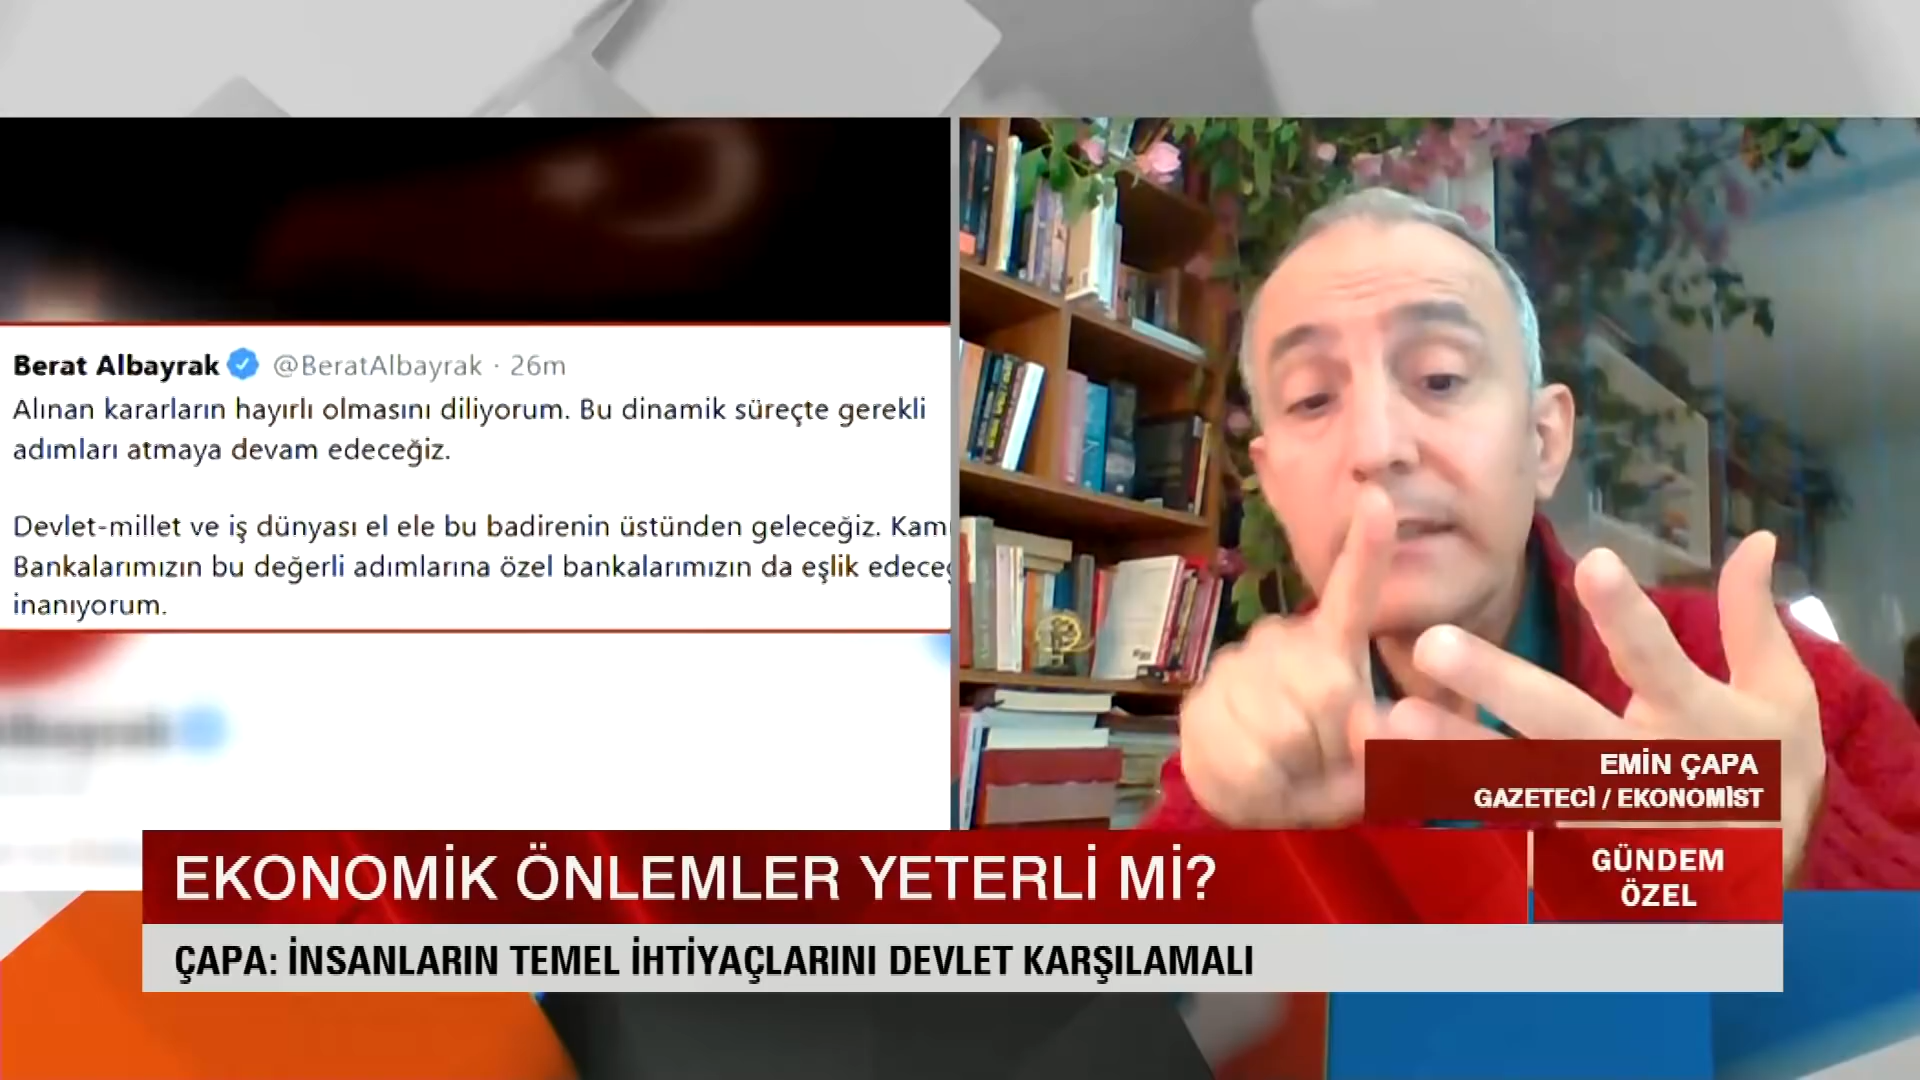 Berat Albayrak @BeratAlbayrak · 26m
Alınan kararların hayırlı olmasını diliyorum. Bu dinamik süreçte gerekli
adımları atmaya devam edeceğiz.
Devlet-millet ve iş dünyası el ele bu badirenin üstünden geleceğiz.
Bankalarımızın bu değerli adımlarına özel bankalarımızın da eşlik
inanıyorum.
EMİN ÇAPA
GAZETECİ / EKONOMİST
EKONOMİK ÖNLEMLER YETERLİ Mİ?
GÜNDEM
ÖZEL
ÇAPA: İNSANLARIN TEMEL İHTİYAÇLARINI DEVLET KARŞILAMALI